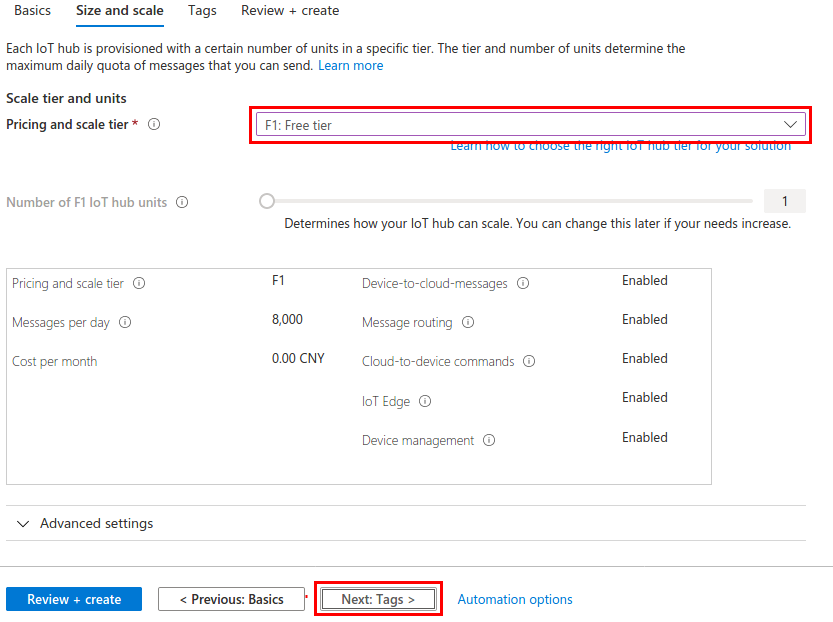 Basics Size and scale Tags Review + create
Each IoT hub is provisioned with a certain number of units in a specific tier. The tier and number of units determine the
maximum daily quota of messages that you can send. Learn more
Scale tier and units
Pricing and scale tier * F1: Free tier
Learn how to choose the right IoT hub tier for your solution
Number of F1 IoT hub units 1
Determines how your IoT hub can scale. You can change this later if your needs increase.
Pricing and scale tier F1 Device-to-cloud-messages Enabled
Messages per day 8,000 Message routing Enabled
Cost per month 0.00 CNY Cloud-to-device commands Enabled
IoT Edge Enabled
Device management Enabled
Advanced settings
Review + create < Previous: Basics Next: Tags > Automation options